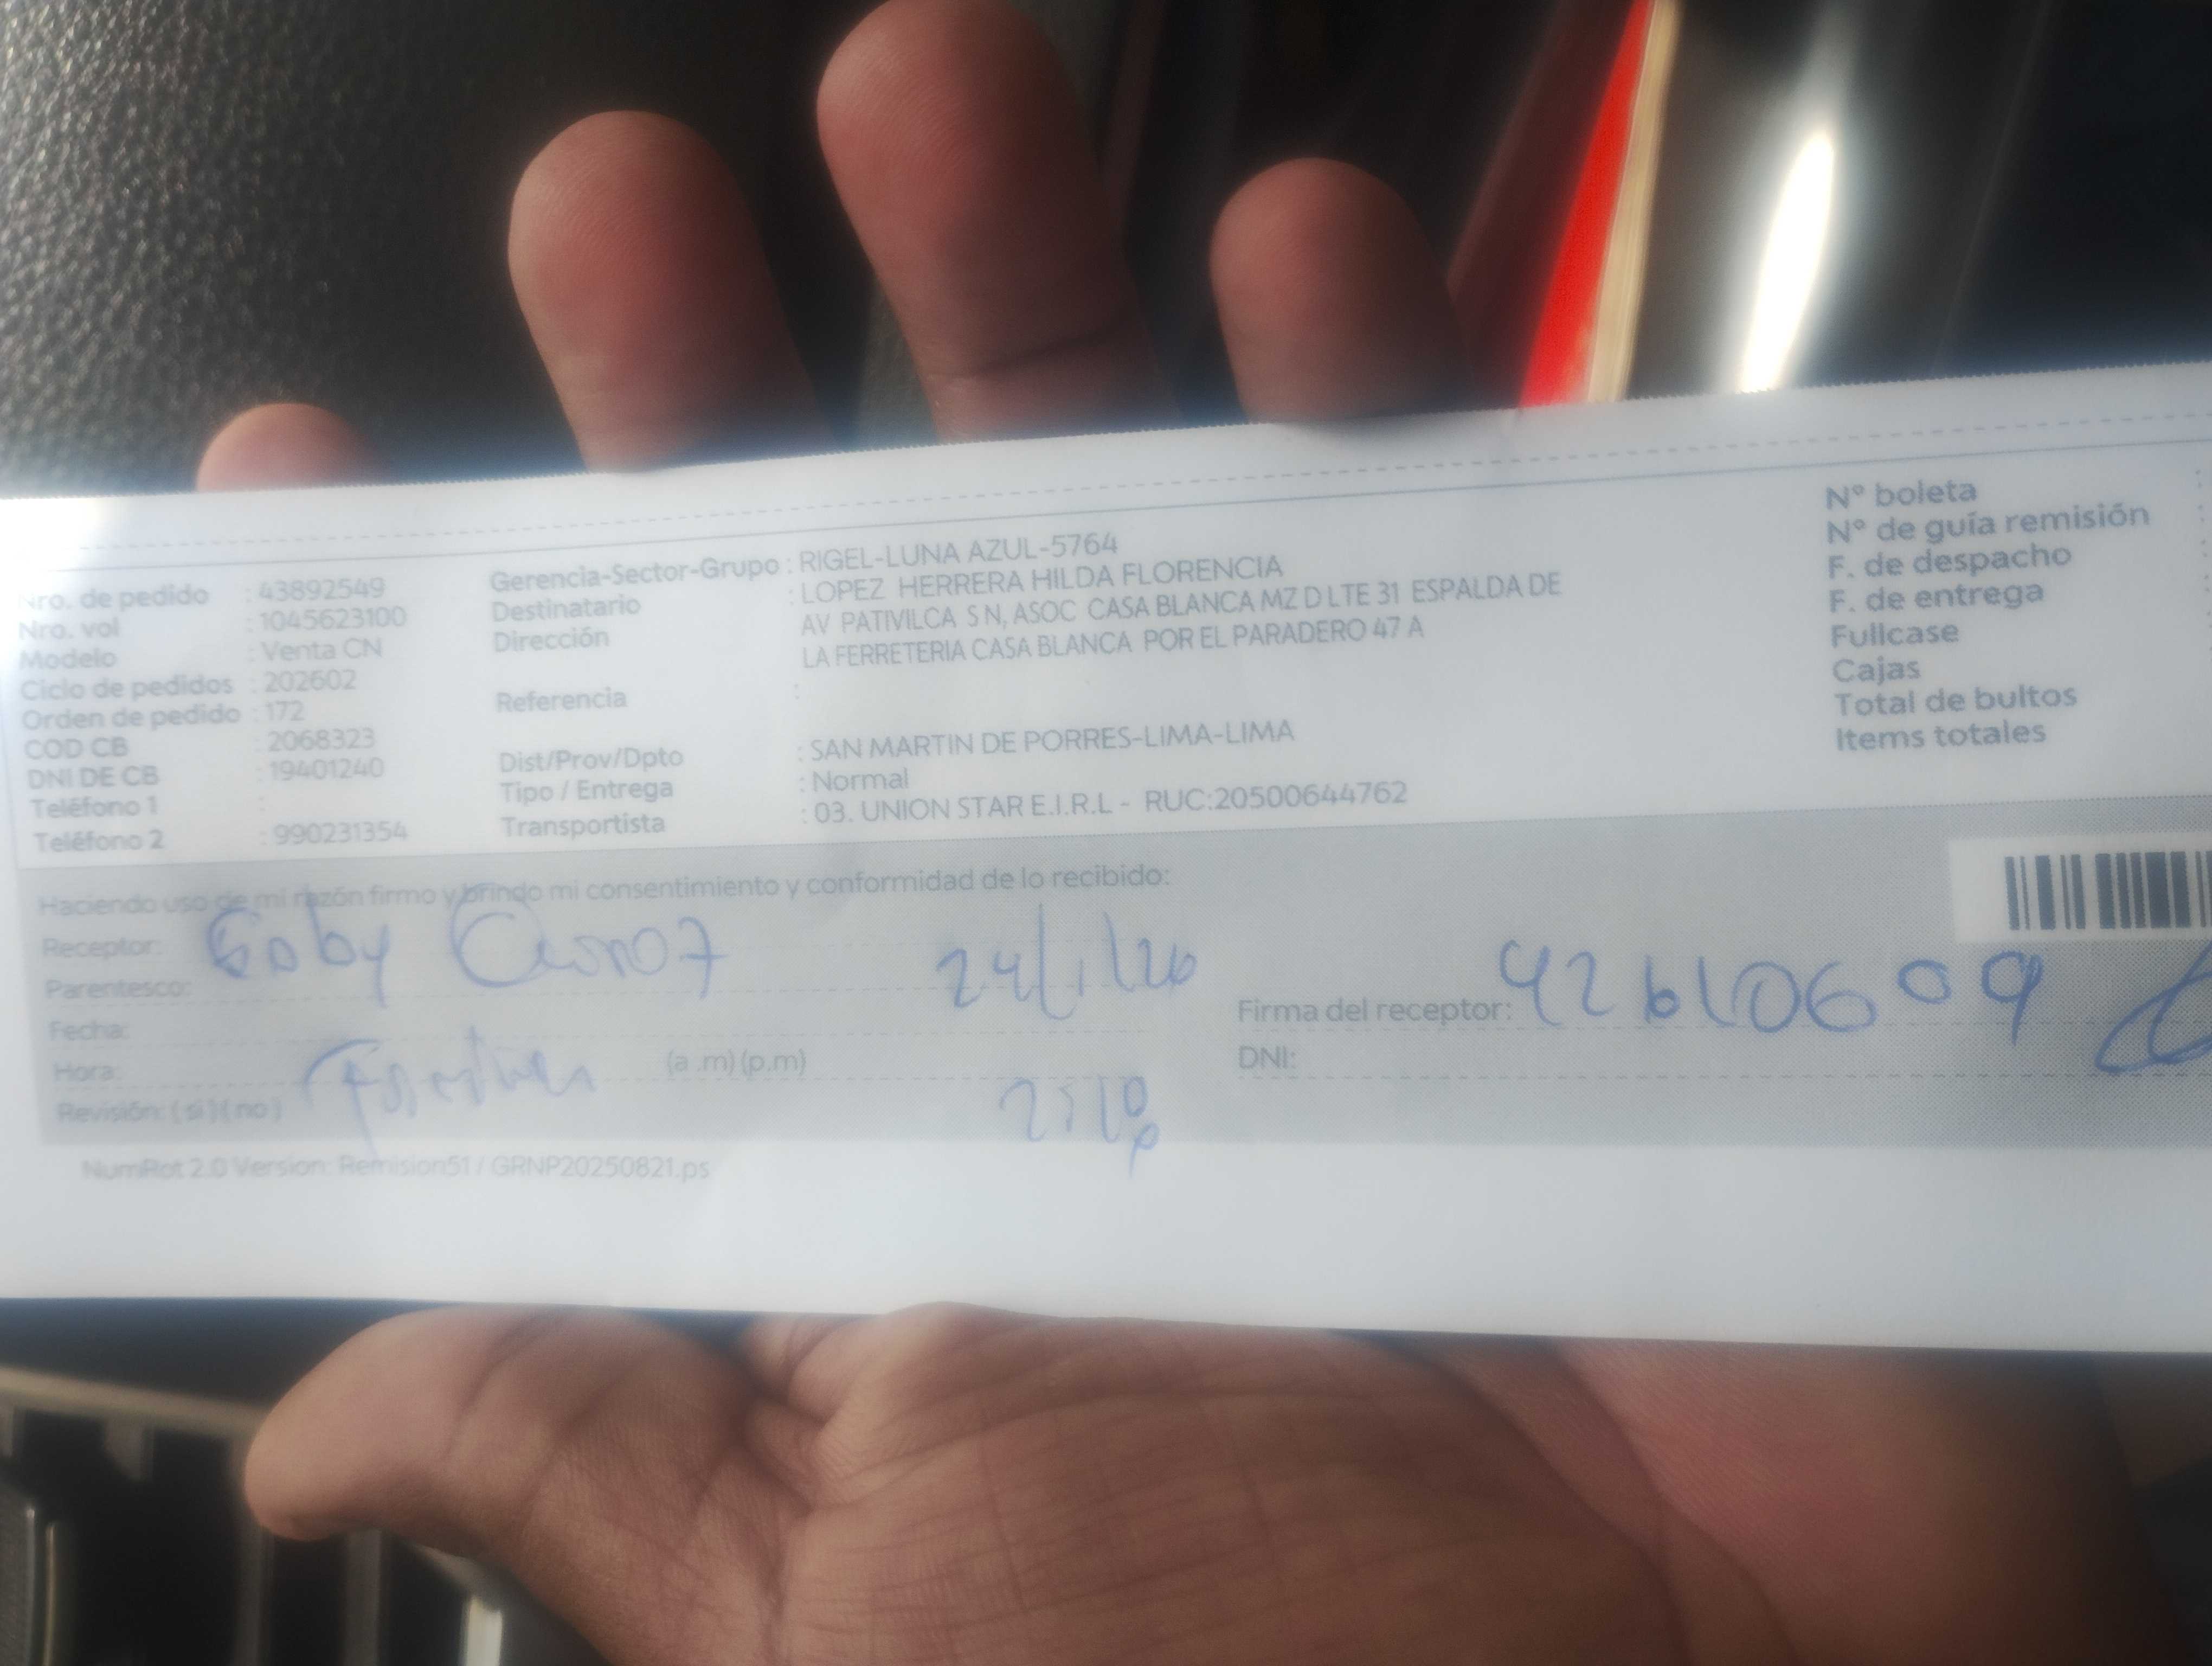 Nro. de pedido : 43892549
Nro. vol : 1045623100
Modelo : Venta CN
Ciclo de pedidos : 202602
Orden de pedido : 172
COD CB : 2068323
DNI DE CB : 19401240
Teléfono 1 :
Teléfono 2 : 990231354
Gerencia-Sector-Grupo : RIGEL-LUNA AZUL-5764
Destinatario : LOPEZ HERRERA HILDA FLORENCIA
Dirección AV PATIVILCA S N, ASOC CASA BLANCA MZ D LTE 31 ESPALDA DE
LA FERRETERIA CASA BLANCA POR EL PARADERO 47 A
Referencia :
Dist/Prov/Dpto : SAN MARTIN DE PORRES-LIMA-LIMA
Tipo / Entrega : Normal
Transportista : 03. UNION STAR E.I.R.L - RUC:20500644762
N° boleta
N° de guía remisión
F. de despacho
F. de entrega
Fullcase
Cajas
Total de bultos
Items totales
Haciendo uso de mi razón firmo y brindo mi consentimiento y conformidad de lo recibido:
Receptor: Goby
Parentesco: 24/1/26
Fecha:
Hora: (a .m) (p.m)
Revisión: ( si ) ( no )
Firma del receptor: 42610609
DNI:
NumRot 2.0 Version: Remision51 / GRNP20250821.ps